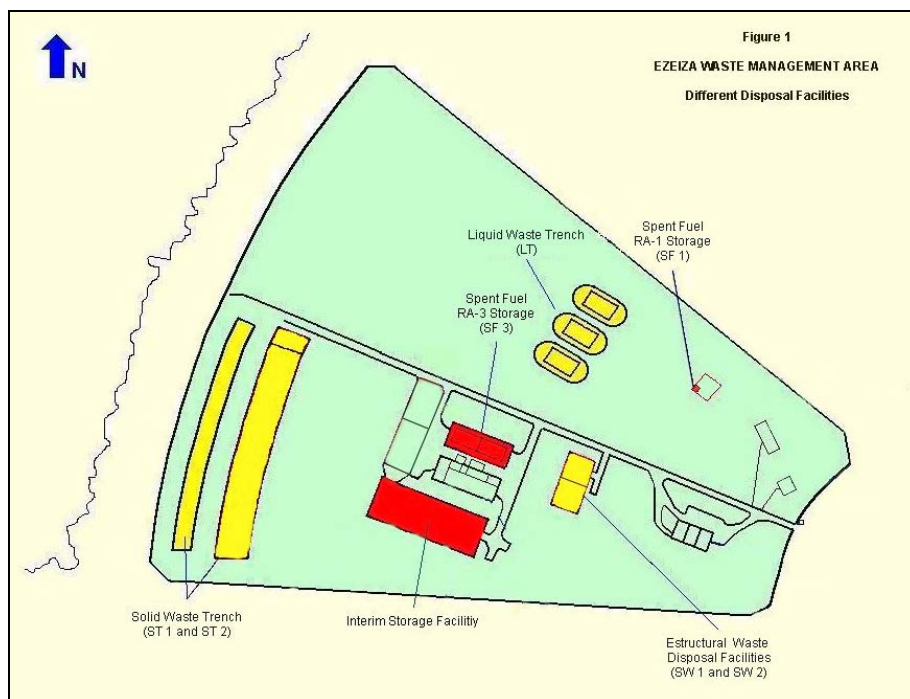 Figure 1
EZEIZA WASTE MANAGEMENT AREA
Different Disposal Facilities
N
Liquid Waste Trench
(LT)
Spent Fuel
RA-1 Storage
(SF 1)
Spent Fuel
RA-3 Storage
(SF 3)
Solid Waste Trench
(ST 1 and ST 2)
Interim Storage Facilitiy
Estructural Waste
Disposal Facilities
(SW 1 and SW 2)